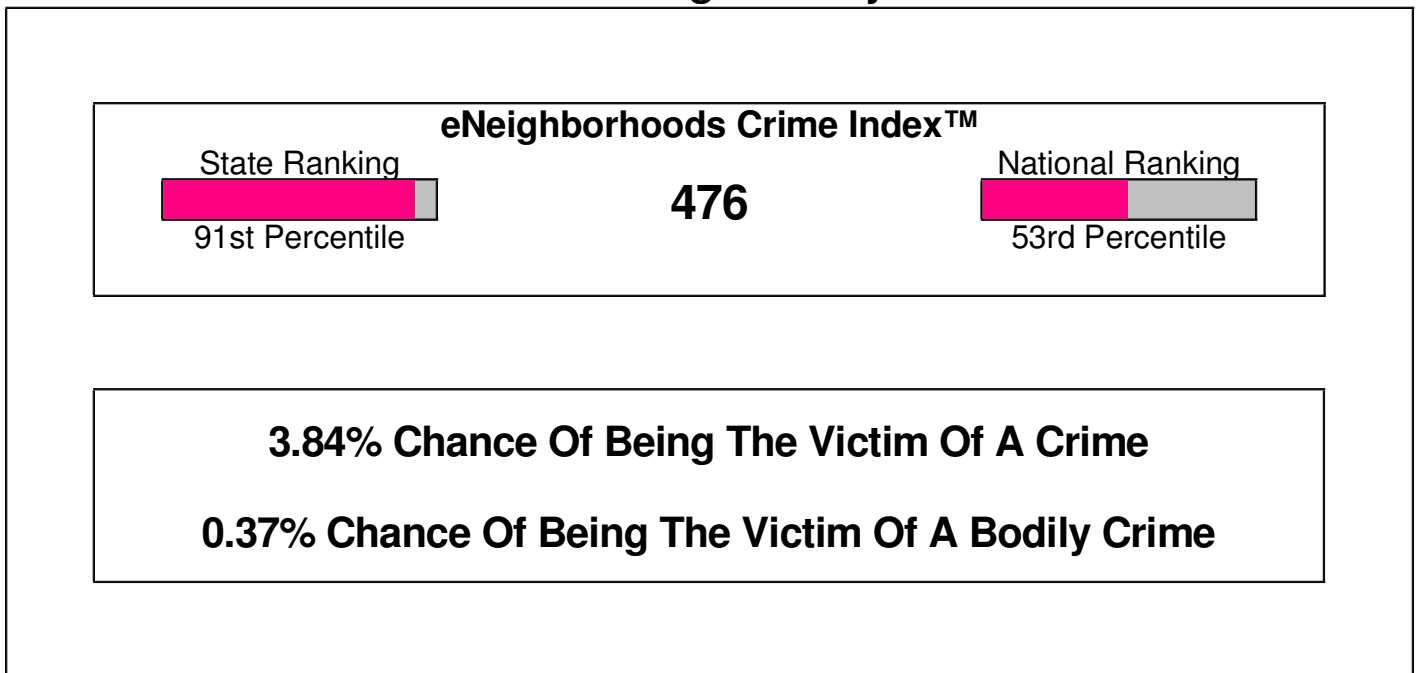 eNeighborhoods Crime Index™
State Ranking
National Ranking
476
91st Percentile
53rd Percentile
3.84% Chance Of Being The Victim Of A Crime
0.37% Chance Of Being The Victim Of A Bodily Crime